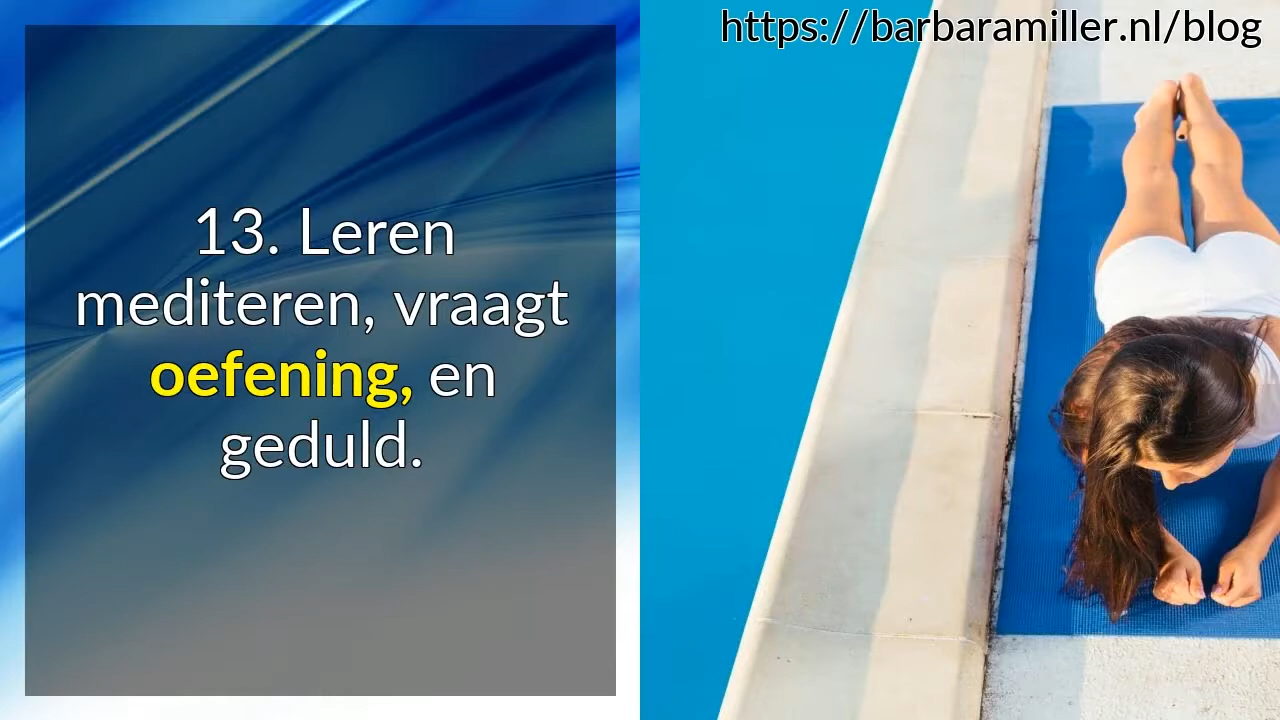 https://barbaramiller.nl/blog
13. Leren
mediteren, vraagt
oefening, en
geduld.